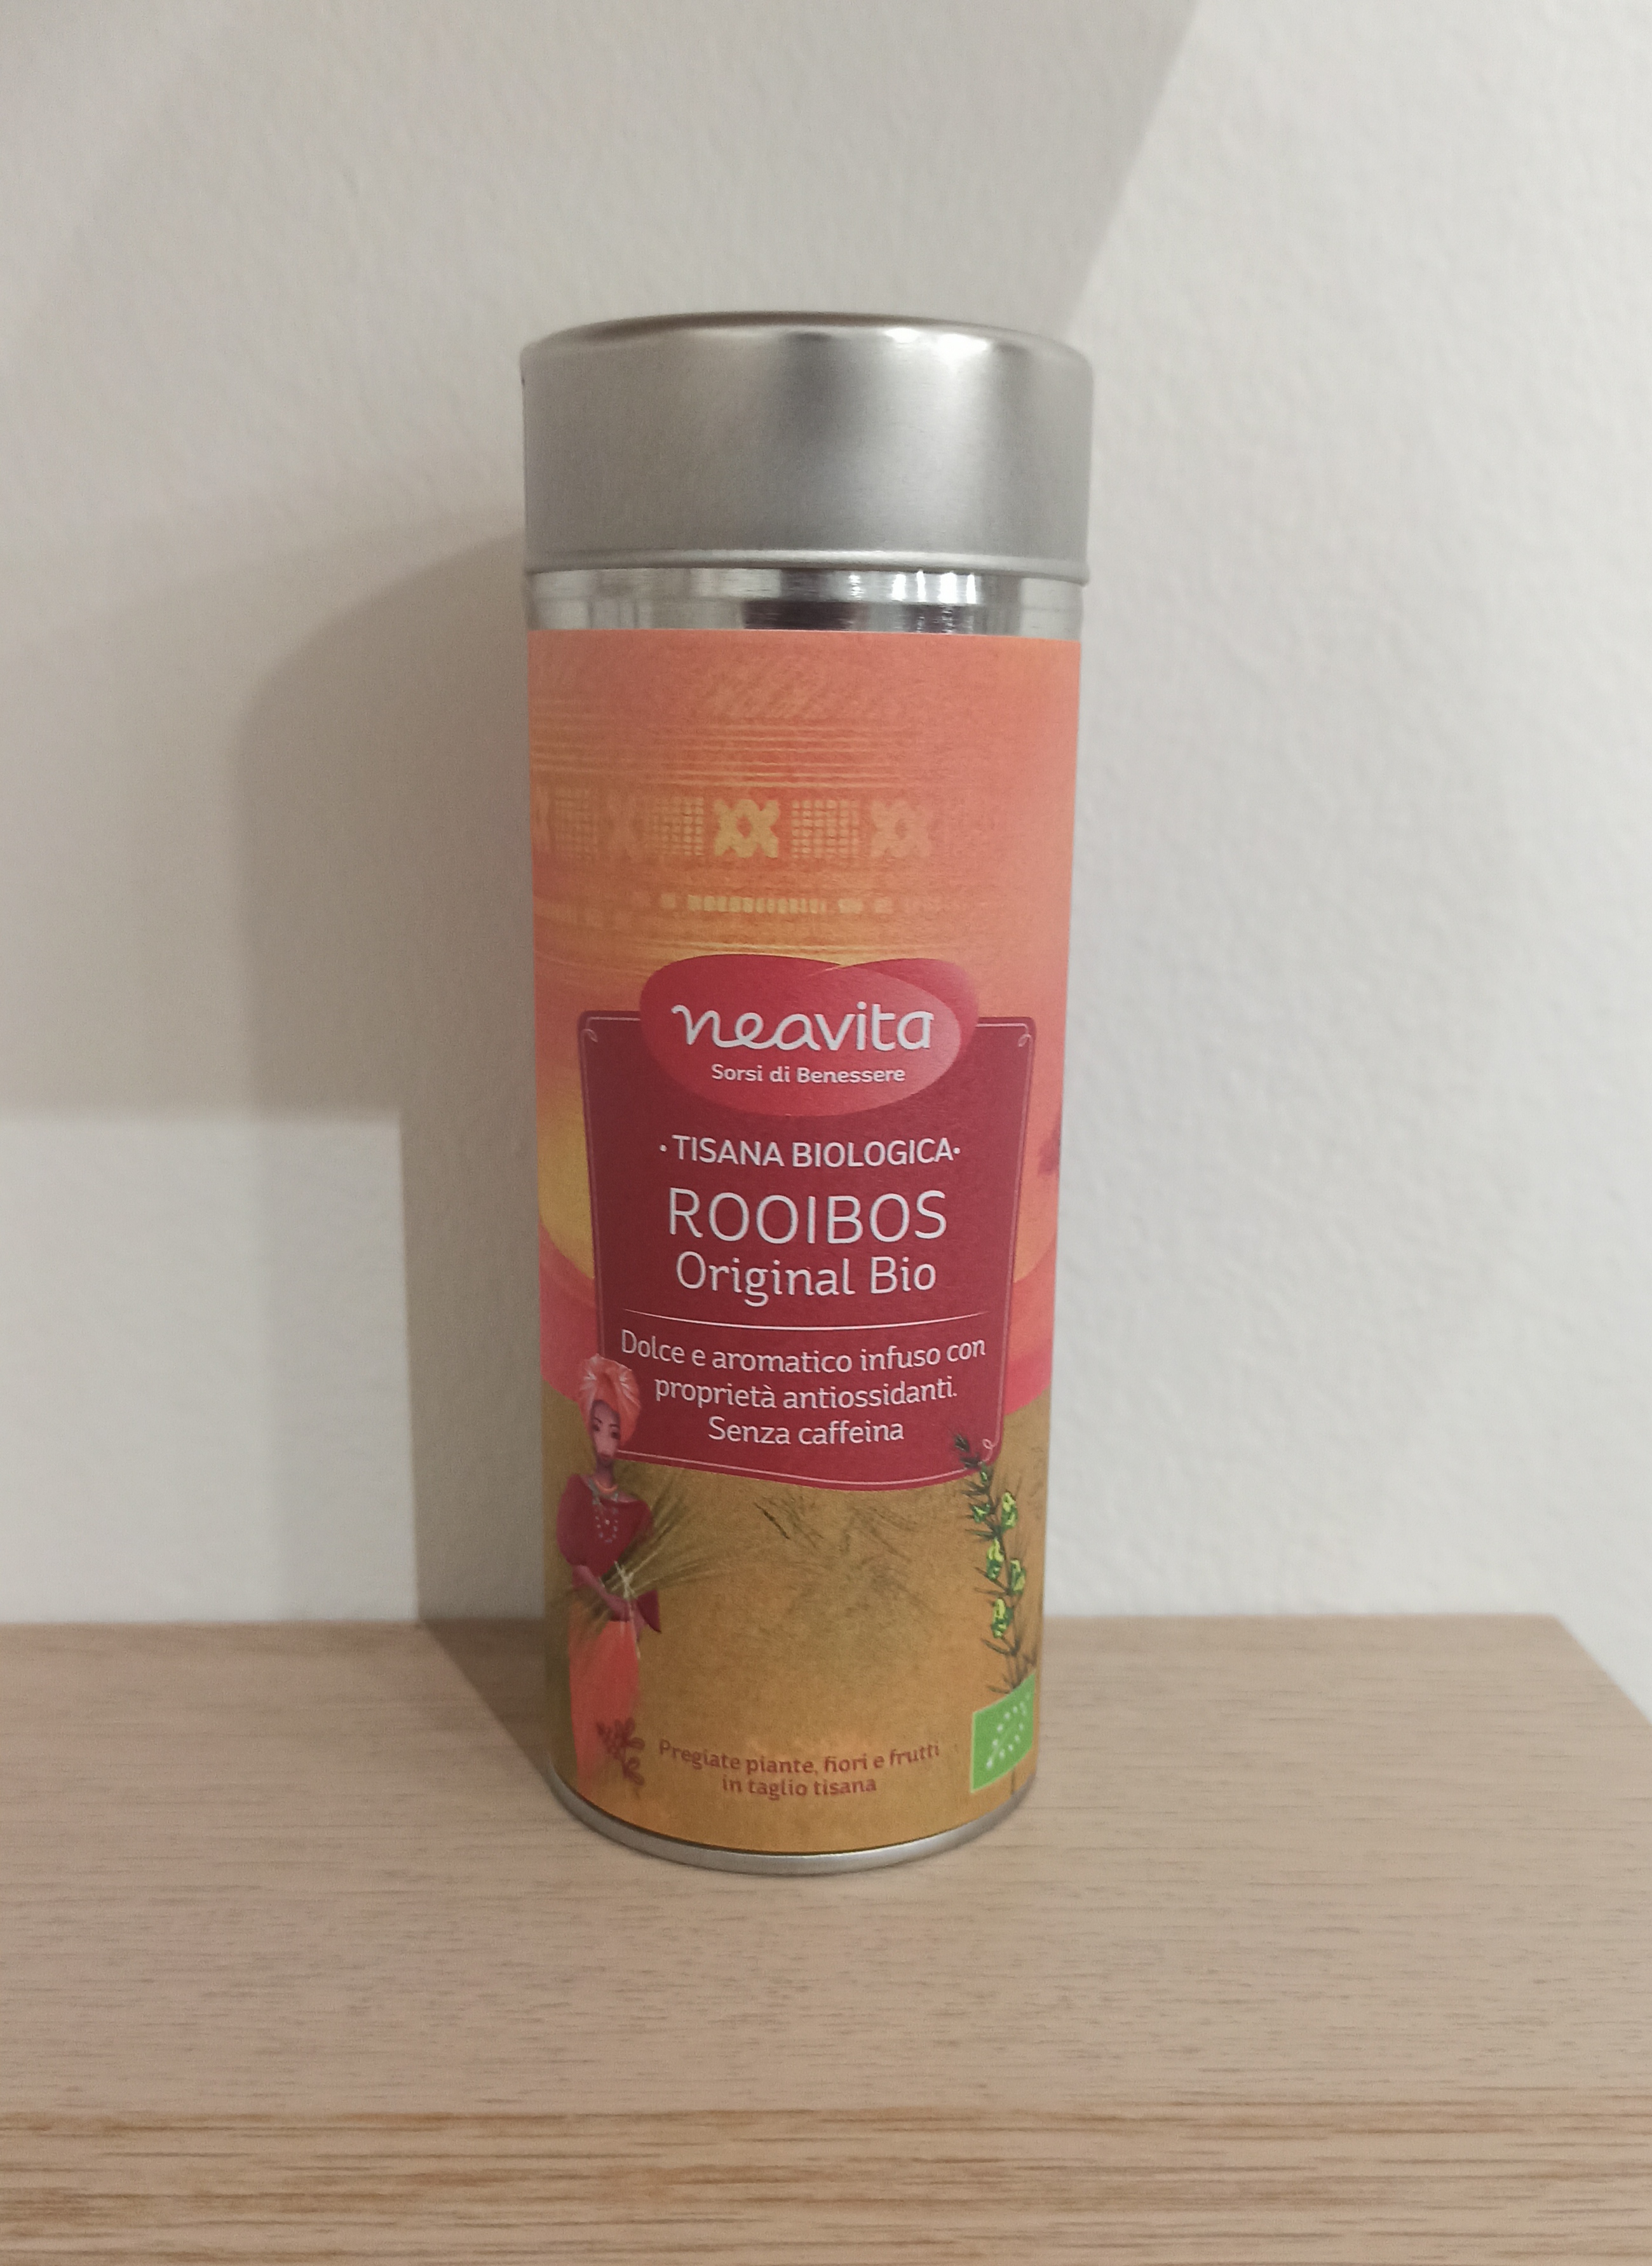 neavita
Sorsi di Benessere
• TISANA BIOLOGICA •
ROOIBOS
Original Bio
Dolce e aromatico infuso con
proprietà antiossidanti.
Senza caffeina
Pregiate piante, fiori e frutti
in taglio tisana